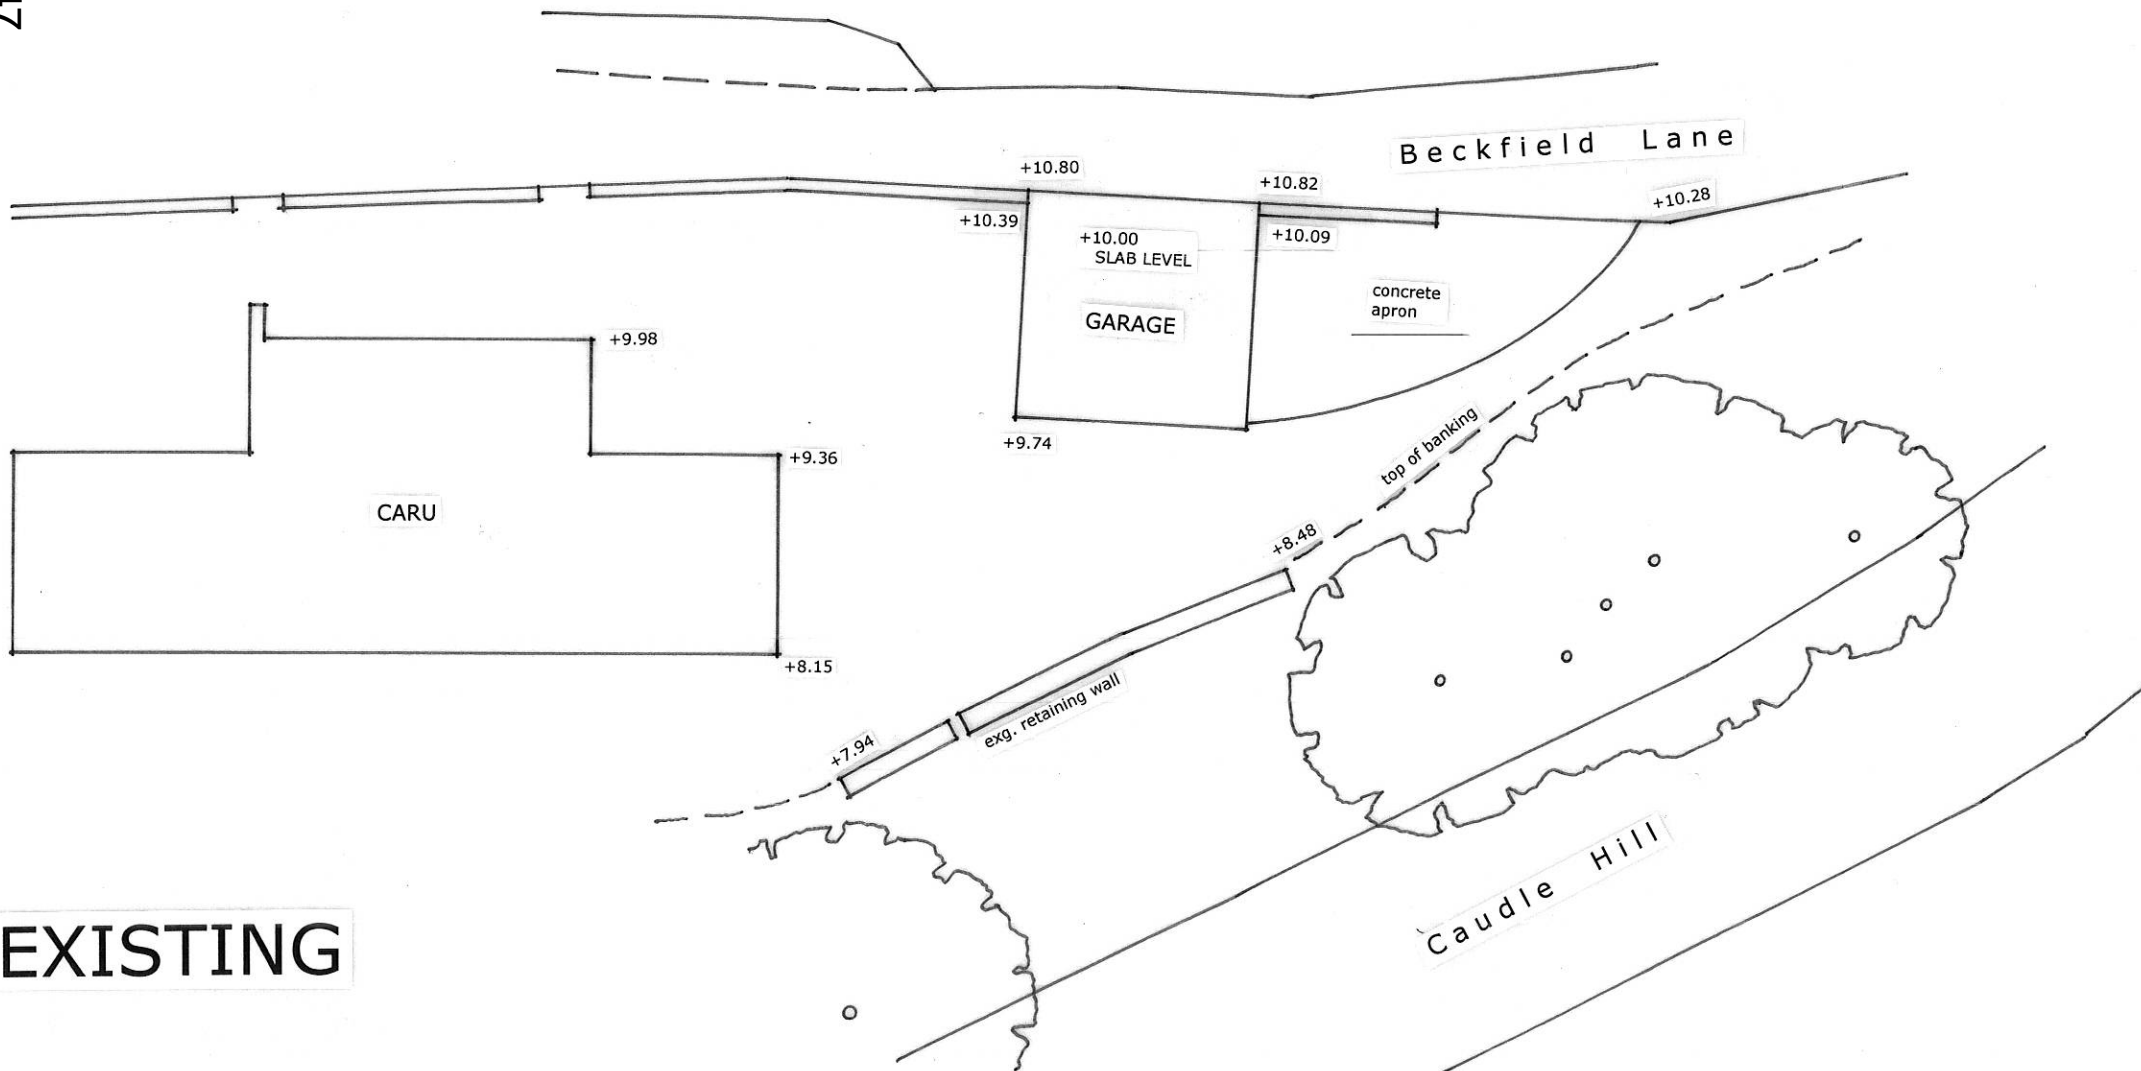 Beckfield Lane
+10.80
+10.82
+10.28
+10.39
+10.00
SLAB LEVEL
+10.09
concrete
apron
GARAGE
+9.98
+9.74
+9.36
top of banking
CARU
+8.48
+8.15
exg. retaining wall
+7.94
Caudle Hill
EXISTING